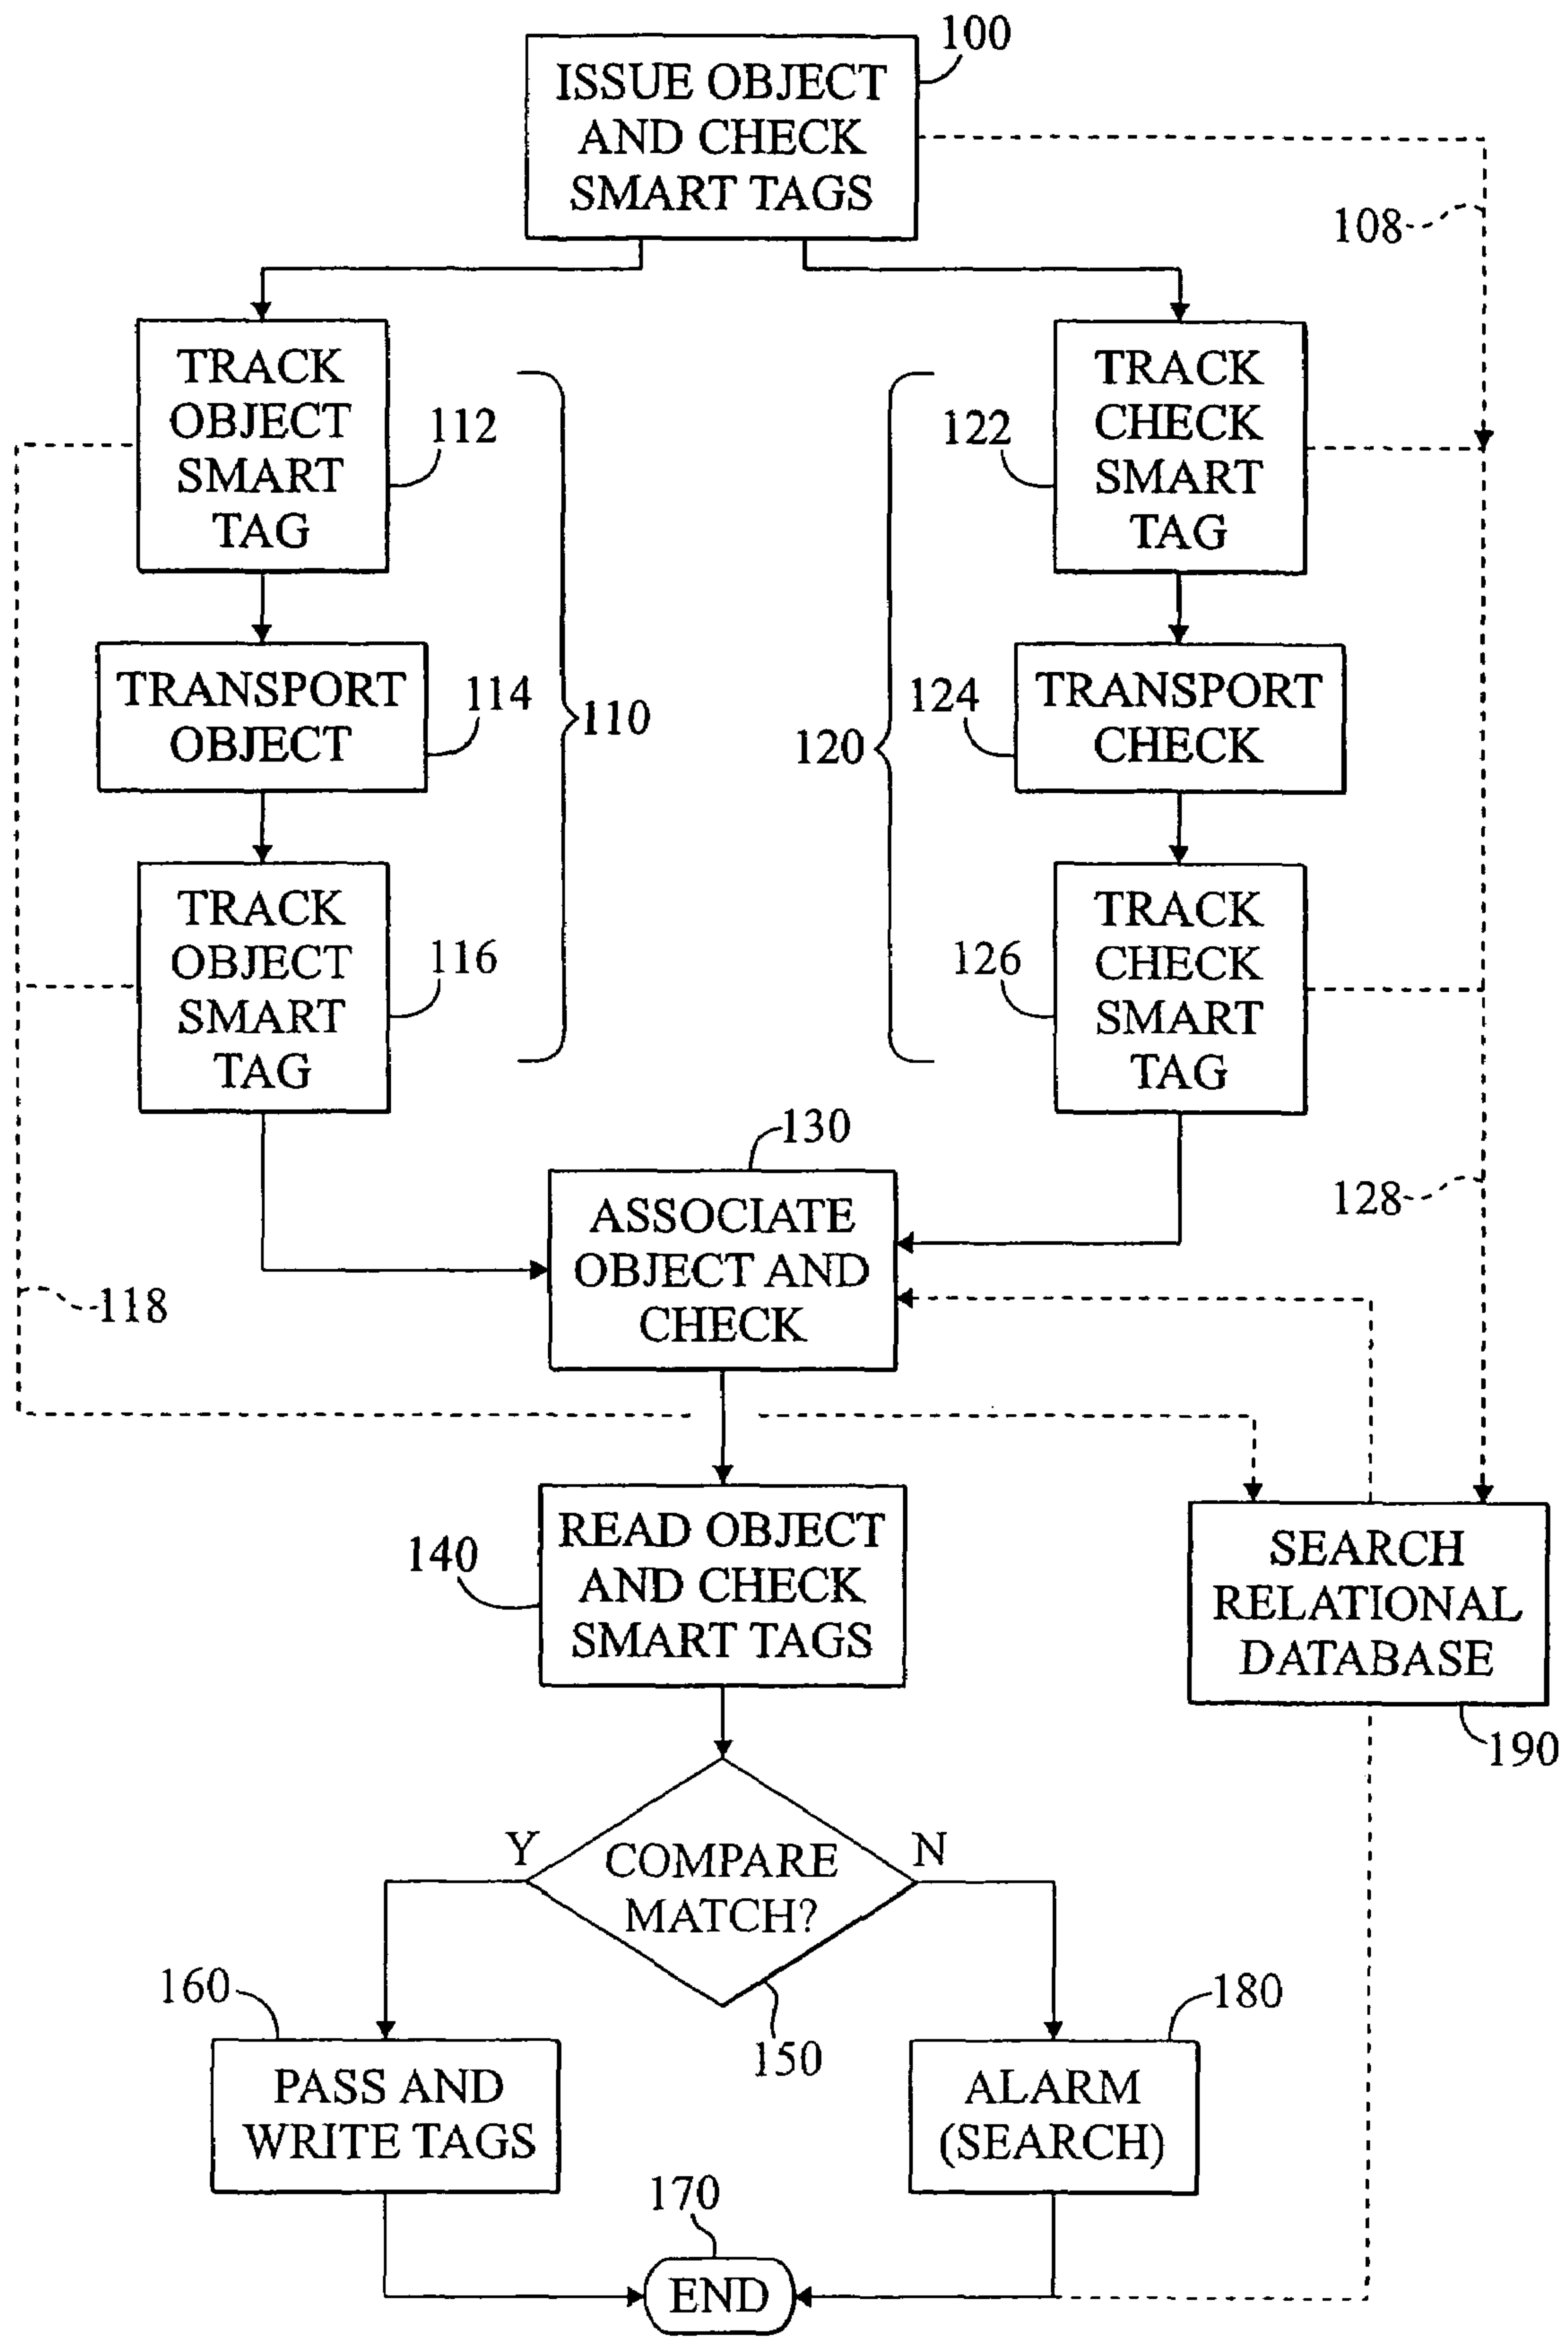 100
ISSUE OBJECT
AND CHECK
SMART TAGS
108
TRACK
OBJECT
SMART
TAG
112
122
TRACK
CHECK
SMART
TAG
TRANSPORT
OBJECT
114
110
120
124
TRANSPORT
CHECK
TRACK
OBJECT
SMART
TAG
116
126
TRACK
CHECK
SMART
TAG
130
ASSOCIATE
OBJECT AND
CHECK
128
118
140
READ OBJECT
AND CHECK
SMART TAGS
SEARCH
RELATIONAL
DATABASE
190
Y
COMPARE
MATCH?
N
150
160
PASS AND
WRITE TAGS
180
ALARM
(SEARCH)
170
END